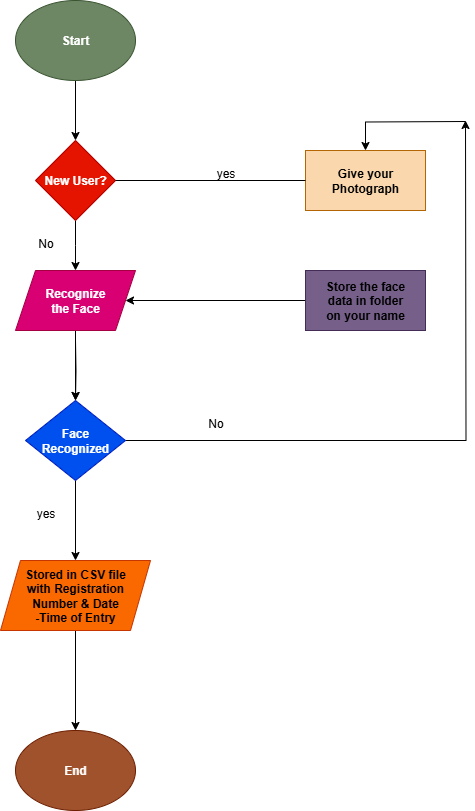 Start
New User?
yes
Give your
Photograph
No
Recognize
the Face
Store the face
data in folder
on your name
Face
Recognized
No
yes
Stored in CSV file
with Registration
Number & Date
-Time of Entry
End